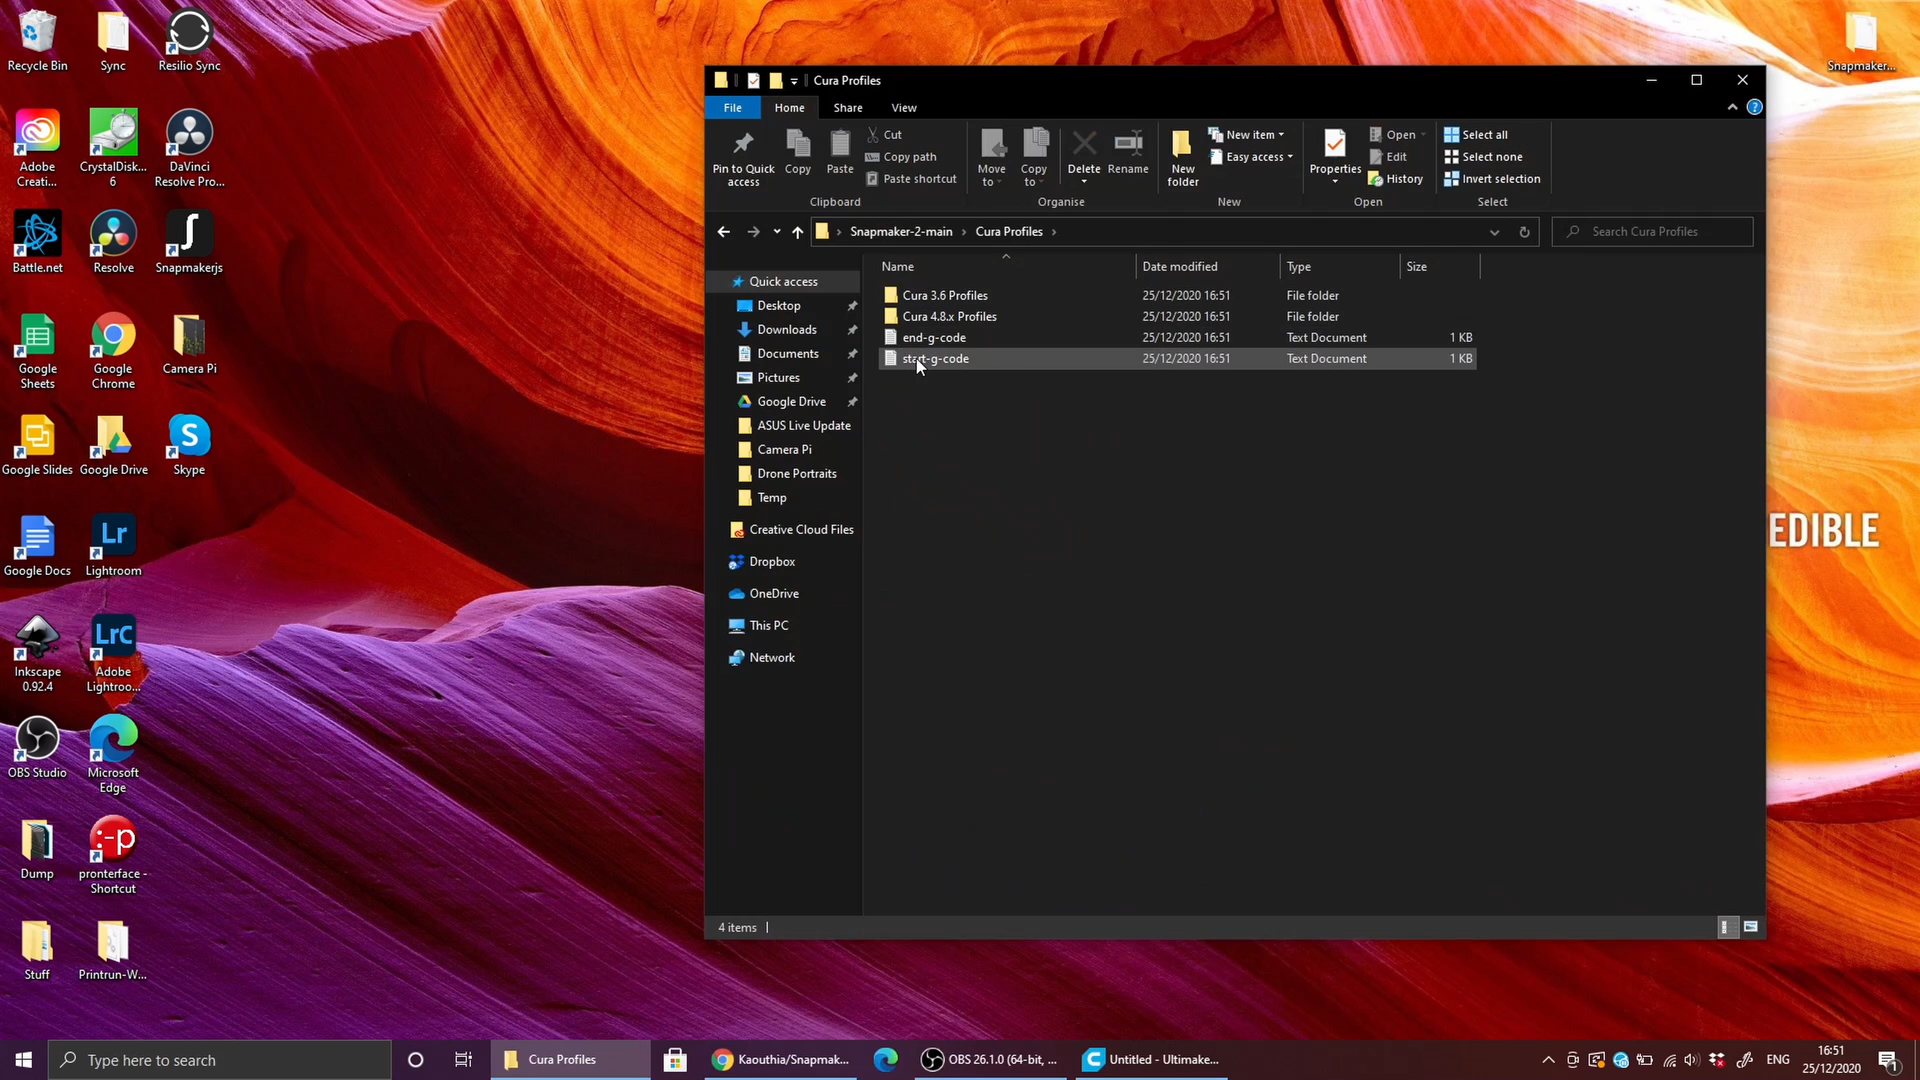 Recycle Bin
Sync
Resilio Sync
Adobe
Creati...
CrystalDisk...
6
DaVinci
Resolve Pro...
Battle.net
Resolve
Snapmakerjs
Google
Sheets
Google
Chrome
Camera Pi
Google Slides
Google Drive
Skype
Google Docs
Lightroom
Inkscape
0.92.4
Adobe
Lightroo...
OBS Studio
Microsoft
Edge
Dump
pronterface -
Shortcut
Stuff
Printrun-W...
Snapmaker...
EDIBLE
Cura Profiles
File
Home
Share
View
Pin to Quick
access
Copy
Paste
Cut
Copy path
Paste shortcut
Clipboard
Move
to
Copy
to
Delete
Rename
Organise
New
folder
New item
Easy access
New
Properties
Open
Edit
History
Open
Select all
Select none
Invert selection
Select
Snapmaker-2-main
Cura Profiles
Search Cura Profiles
Quick access
Desktop
Downloads
Documents
Pictures
Google Drive
ASUS Live Update
Camera Pi
Drone Portraits
Temp
Creative Cloud Files
Dropbox
OneDrive
This PC
Network
Name Date modified Type Size
Cura 3.6 Profiles 25/12/2020 16:51 File folder
Cura 4.8.x Profiles 25/12/2020 16:51 File folder
end-g-code 25/12/2020 16:51 Text Document 1 KB
start-g-code 25/12/2020 16:51 Text Document 1 KB
4 items
Type here to search
Cura Profiles
Kaouthia/Snapmak...
OBS 26.1.0 (64-bit, ...
Untitled - Ultimake...
ENG
16:51
25/12/2020
1